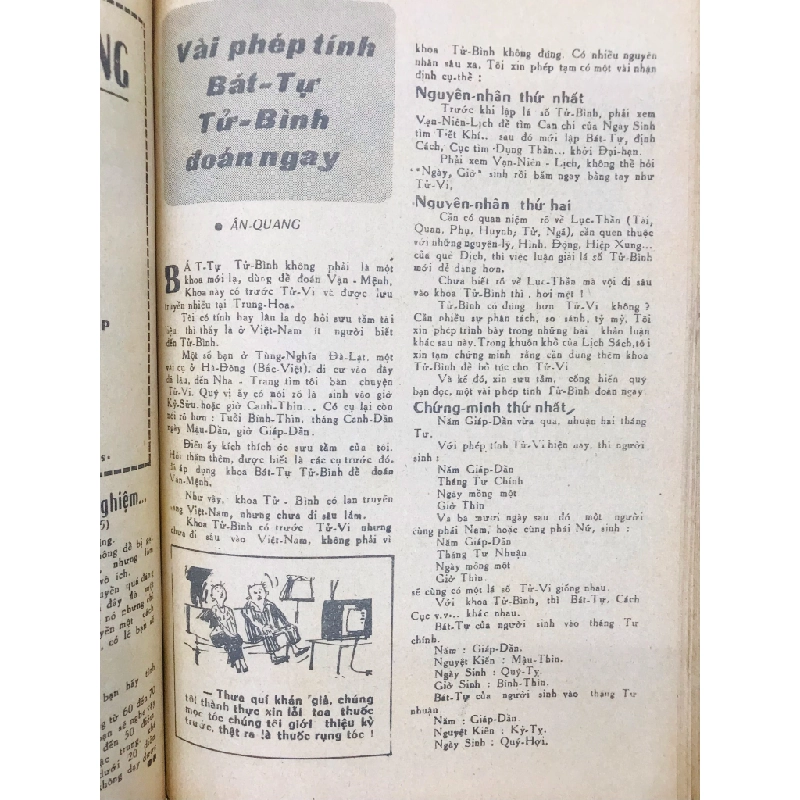 NG
P
s.
nghiệm...
5)
Vài phép tính
Bát-Tự
Tử-Bình
đoán ngay
● ÂN-QUANG
BÁT-Tự Tử-Bình không phải là một
khoa mới lạ, dùng để đoán Vận - Mệnh.
Khoa này có trước Tử-Vi và được lưu
truyền nhiều tại Trung-Hoa.
Tôi có tính hay lân la dọ hỏi sưu tầm tài
liệu thì thấy là ở Việt-Nam ít người biết
đến Tử-Bình.
Một số bạn ở Tùng-Nghĩa Đà-Lạt, một
vài cụ ở Hà-Đông (Bắc-Việt), di cư vào đây
đã lâu, đến Nha - Trang tìm tôi bàn chuyện
Tử-Vi. Quý vị ấy có nói rõ là sinh vào giờ
Kỷ-Sửu, hoặc giờ Canh-Thìn... Có cụ lại còn
nói rõ hơn : Tuổi Bính-Thìn, tháng Canh-Dần
ngày Mậu-Dần, giờ Giáp-Dần.
Điều ấy kích thích óc sưu tầm của tôi.
Hỏi thăm thêm, được biết là các cụ trước đó,
đã áp dụng khoa Bát-Tự Tử-Bình để đoán
Vận-Mệnh.
Như vậy, khoa Tử - Bình có lan truyền
sang Việt-Nam, nhưng chưa đi sâu lắm.
Khoa Tử-Bình có trước Tử-Vi nhưng
chưa đi sâu vào Việt-Nam, không phải vì
— Thưa quí khán giả, chúng
tôi thành thực xin lỗi toa thuốc
mọc tóc chúng tôi giới thiệu kỳ
trước, thật ra là thuốc rụng tóc !
khoa Tử-Bình không đúng. Có nhiều nguyên
nhân sâu xa, Tôi xin phép tạm có một vài nhận
định cụ-thể :
Nguyên-nhân thứ nhất
Trước khi lập lá số Tử-Bình, phải xem
Vạn-Niên-Lịch để tìm Can chi của Ngày Sinh
tìm Tiết Khí... sau đó mới lập Bát-Tự, định
Cách, Cục tìm Dụng Thần... khởi Đại-hạn.
Phải xem Vạn-Niên - Lịch, không thể hỏi
"Ngày, Giờ" sinh rồi bấm ngay bằng tay như
Tử-Vi.
Nguyên-nhân thứ hai
Cần có quan niệm rõ về Lục-Thần (Tài,
Quan, Phụ, Huynh, Tử, Ngã), cần quen thuộc
với những nguyên-lý, Hình, Động, Hiệp Xung...
của quẻ Dịch, thì việc luận giải lá số Tử-Bình
mới dễ dàng hơn.
Chưa biết rõ về Lục-Thần mà vội đi sâu
vào khoa Tử-Bình thì , hơi mệt !
Tử-Bình có đúng hơn Tử-Vi không ?
Cần nhiều sự phân tách, so sánh, tỷ mỷ, Tôi
xin phép trình bày trong những bài khảo luận
khác sau này. Trong khuôn khổ của Lịch Sách, tôi
xin tạm chứng minh rằng cần dùng thêm khoa
Tử-Bình để bổ túc cho Tử-Vi
Và kế đó, xin sưu tầm, cống hiến quý
bạn đọc, một vài phép tính Tử-Bình đoán ngay
Chứng-minh thứ nhất
Năm Giáp-Dần vừa qua, nhuận hai tháng
Tư.
Với phép tính Tử-Vi hiện nay, thì người
sinh :
Năm Giáp-Dần
Tháng Tư Chính
Ngày mồng một
Giờ Thìn
Và ba mươi ngày sau đó một người
cùng phái Nam, hoặc cùng phái Nữ, sinh :
Năm Giáp-Dần
Tháng Tư Nhuận
Ngày mồng một
Giờ Thìn.
sẽ cùng có một lá số Tử-Vi giống nhau.
Với khoa Tử-Bình, thì Bát-Tự, Cách
Cục v.v... khác nhau.
Bát-Tự của người sinh vào tháng Tư
chính.
Năm : Giáp-Dần.
Nguyệt Kiến : Mậu-Thìn.
Ngày Sinh : Quý-Tỵ.
Giờ Sinh : Bính-Thìn.
Bát-Tự của người sinh vào tháng Tư
nhuận
Năm : Giáp-Dần.
Nguyệt Kiến : Kỷ-Tỵ.
Ngày Sinh : Quý-Hợi.